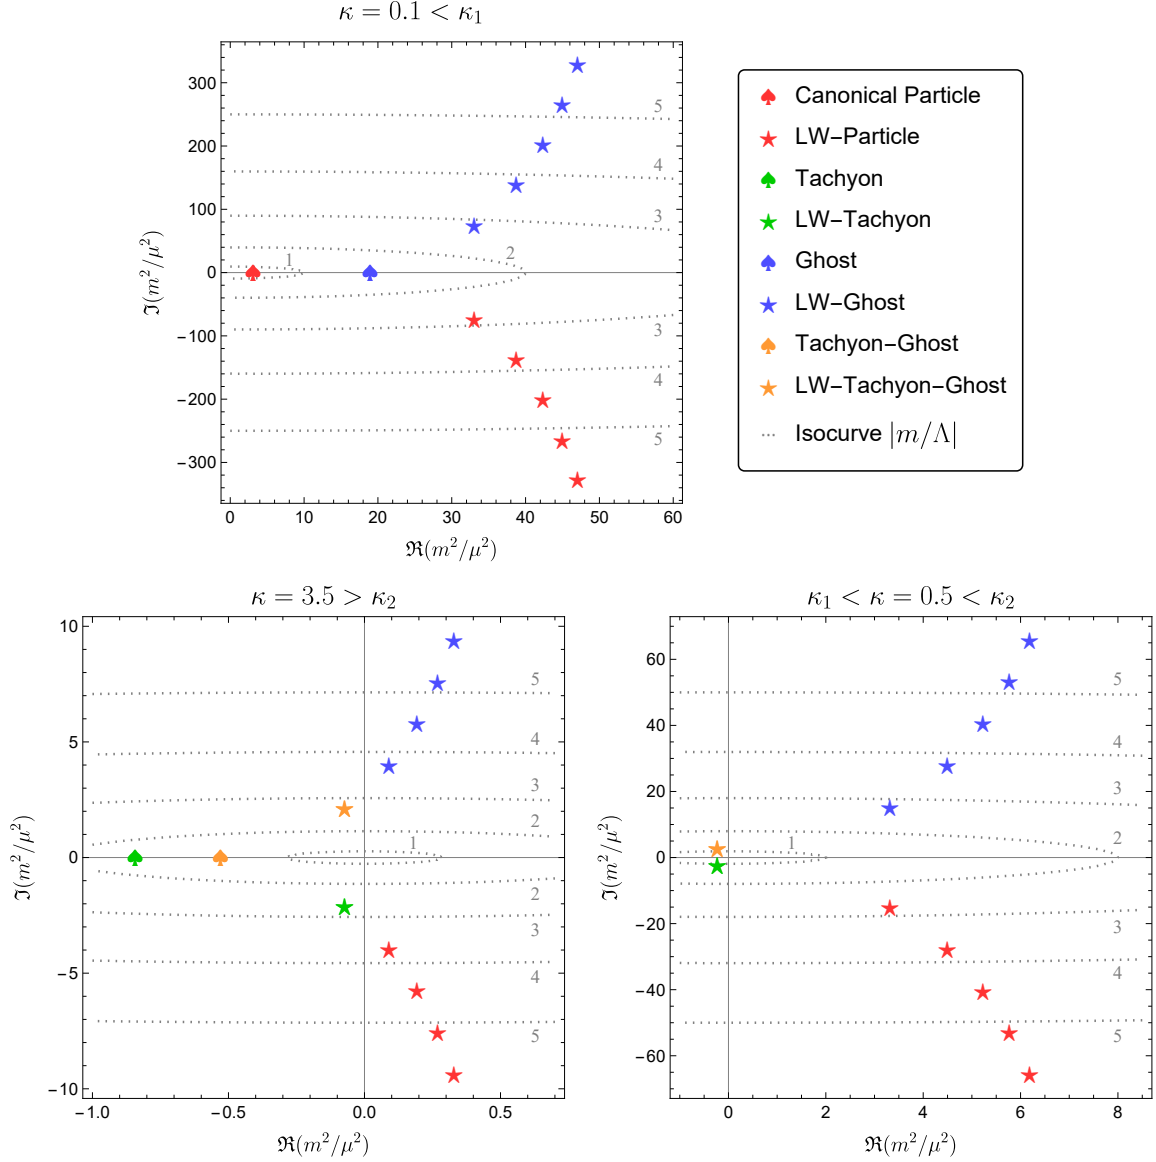 κ = 0.1 < κ₁
ℑ(m²/μ²)
300
200
100
0
−100
−200
−300
5
4
3
2
1
3
4
5
0 10 20 30 40 50 60
ℜ(m²/μ²)
Canonical Particle
LW−Particle
Tachyon
LW−Tachyon
Ghost
LW−Ghost
Tachyon−Ghost
LW−Tachyon−Ghost
Isocurve |m/Λ|
κ = 3.5 > κ₂
ℑ(m²/μ²)
10
5
0
−5
−10
5
4
3
2
1
2
3
4
5
−1.0 −0.5 0.0 0.5
ℜ(m²/μ²)
κ₁ < κ = 0.5 < κ₂
ℑ(m²/μ²)
60
40
20
0
−20
−40
−60
5
4
3
2
1
3
4
5
0 2 4 6 8
ℜ(m²/μ²)